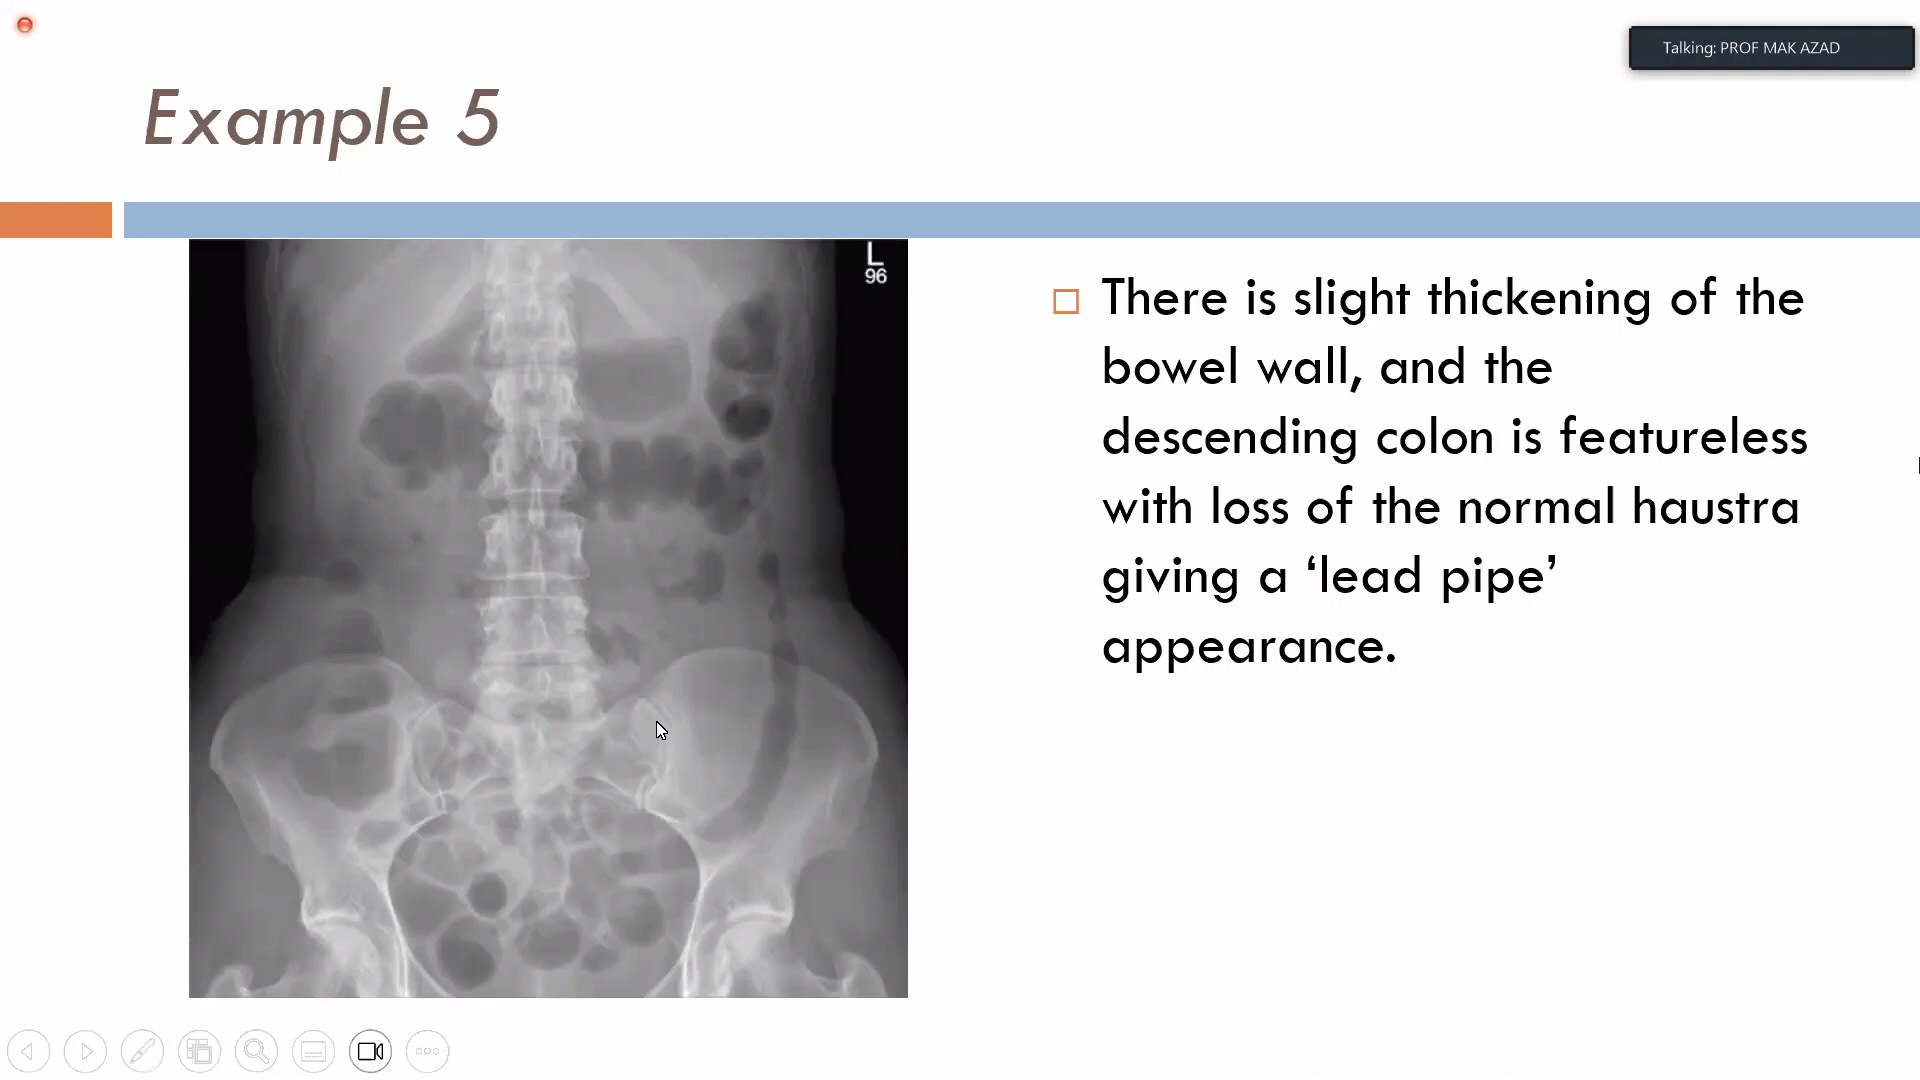 Talking: PROF MAK AZAD
Example 5
L
96
There is slight thickening of the
bowel wall, and the
descending colon is featureless
with loss of the normal haustra
giving a ‘lead pipe’
appearance.